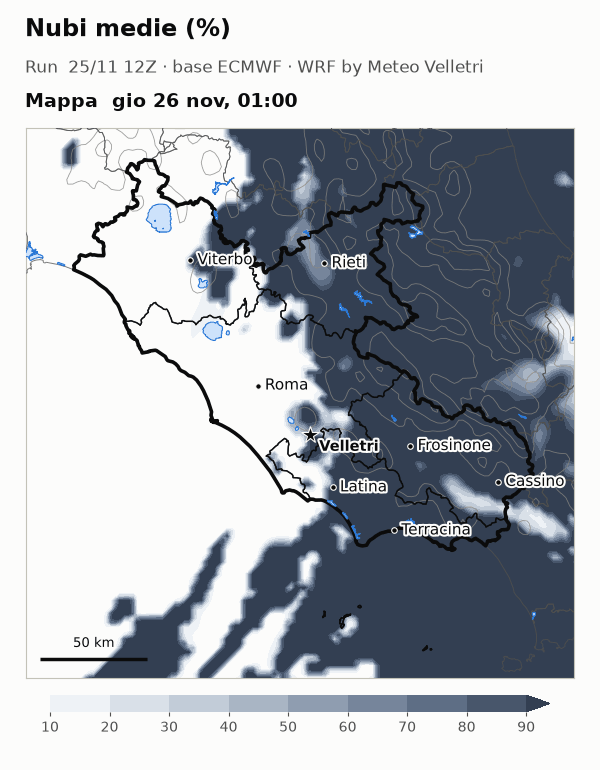 Nubi medie (%)
Run  25/11 12Z · base ECMWF · WRF by Meteo Velletri
Mappa  gio 26 nov, 01:00
Viterbo
Rieti
Roma
Velletri
Frosinone
Latina
Cassino
Terracina
50 km
10 20 30 40 50 60 70 80 90